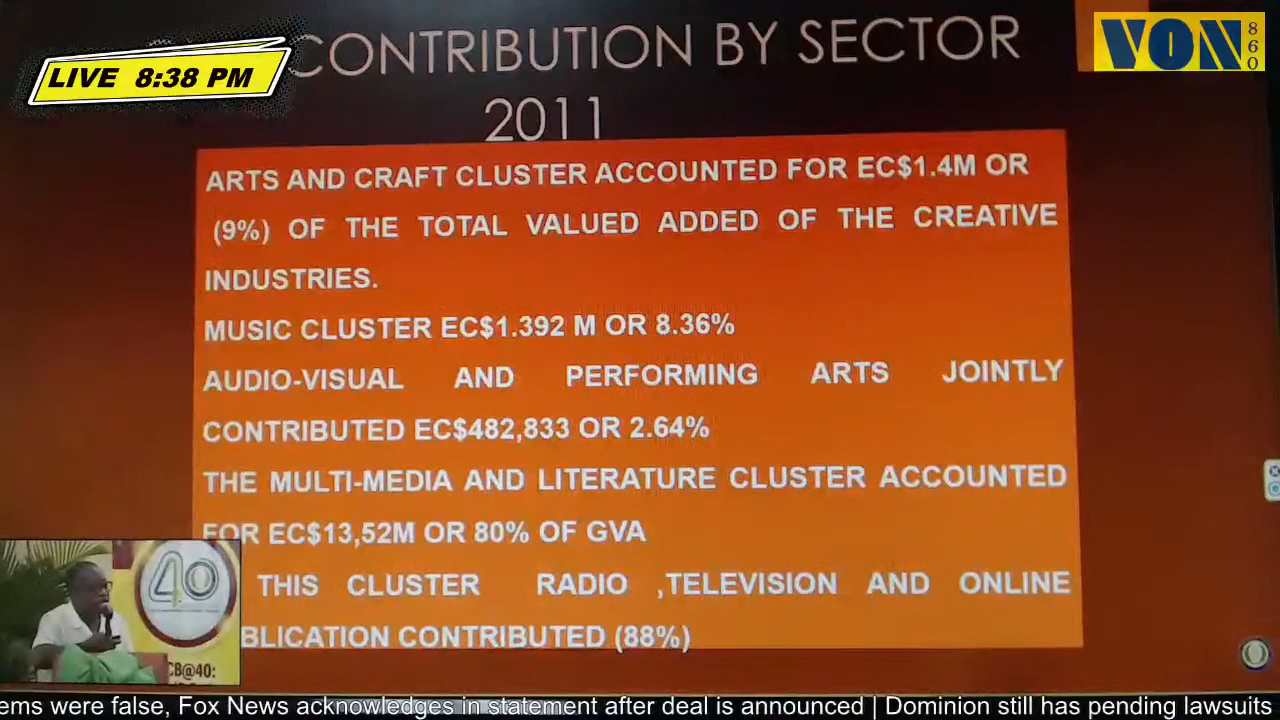 CONTRIBUTION BY SECTOR
2011
LIVE 8:38 PM
VON
860
ARTS AND CRAFT CLUSTER ACCOUNTED FOR EC$1.4M OR
(9%) OF THE TOTAL VALUED ADDED OF THE CREATIVE
INDUSTRIES.
MUSIC CLUSTER EC$1.392 M OR 8.36%
AUDIO-VISUAL AND PERFORMING ARTS JOINTLY
CONTRIBUTED EC$482,833 OR 2.64%
THE MULTI-MEDIA AND LITERATURE CLUSTER ACCOUNTED
FOR EC$13,52M OR 80% OF GVA
THIS CLUSTER RADIO ,TELEVISION AND ONLINE
BLICATION CONTRIBUTED (88%)
40
CB@40:
ems were false, Fox News acknowledges in statement after deal is announced | Dominion still has pending lawsuits